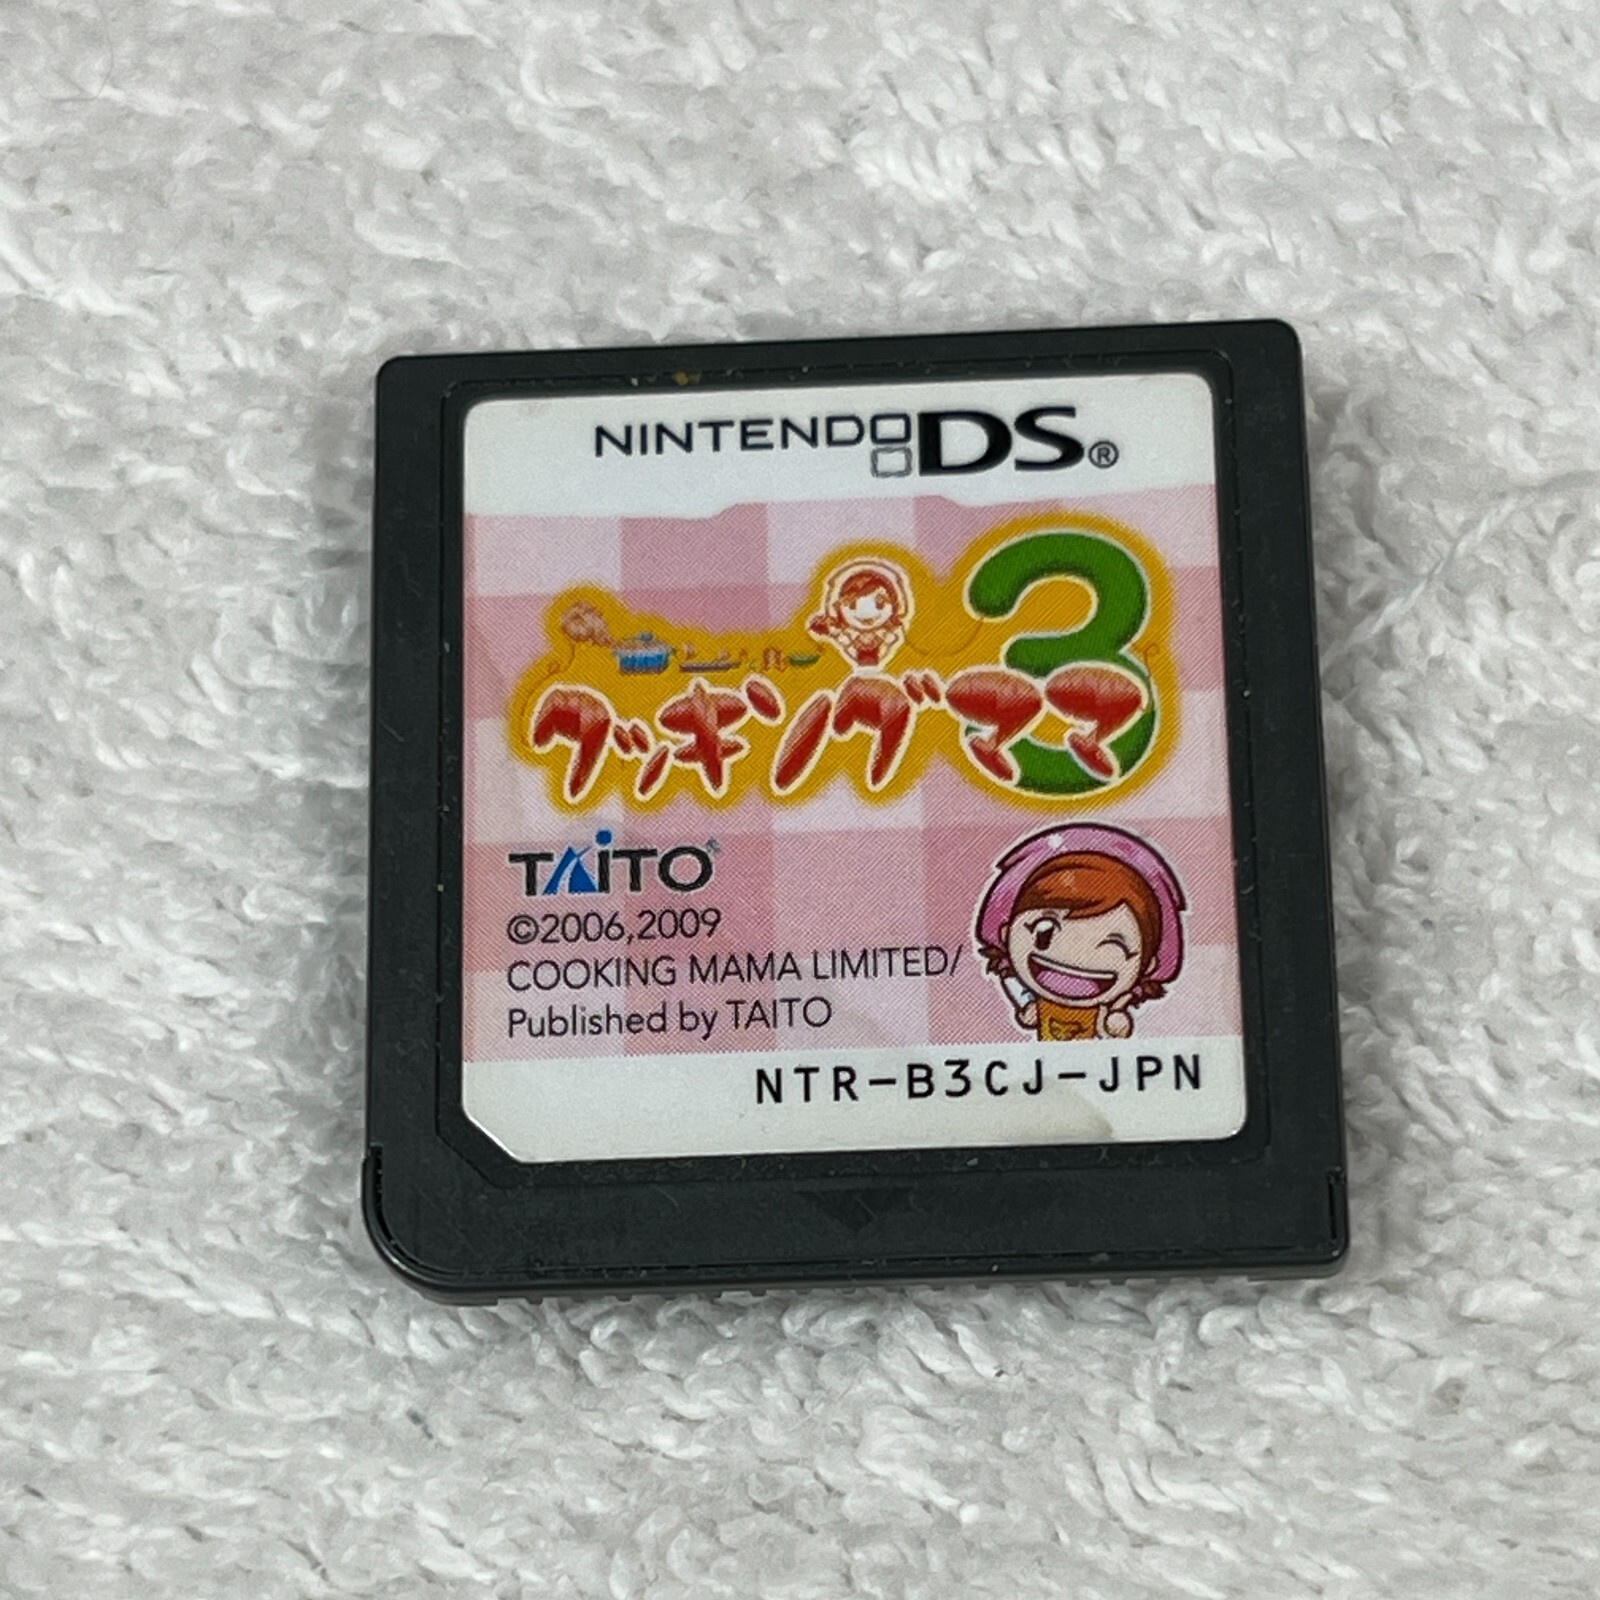 NINTENDO DS®
クッキングママ3
TAITO®
©2006,2009
COOKING MAMA LIMITED/
Published by TAITO
NTR-B3CJ-JPN